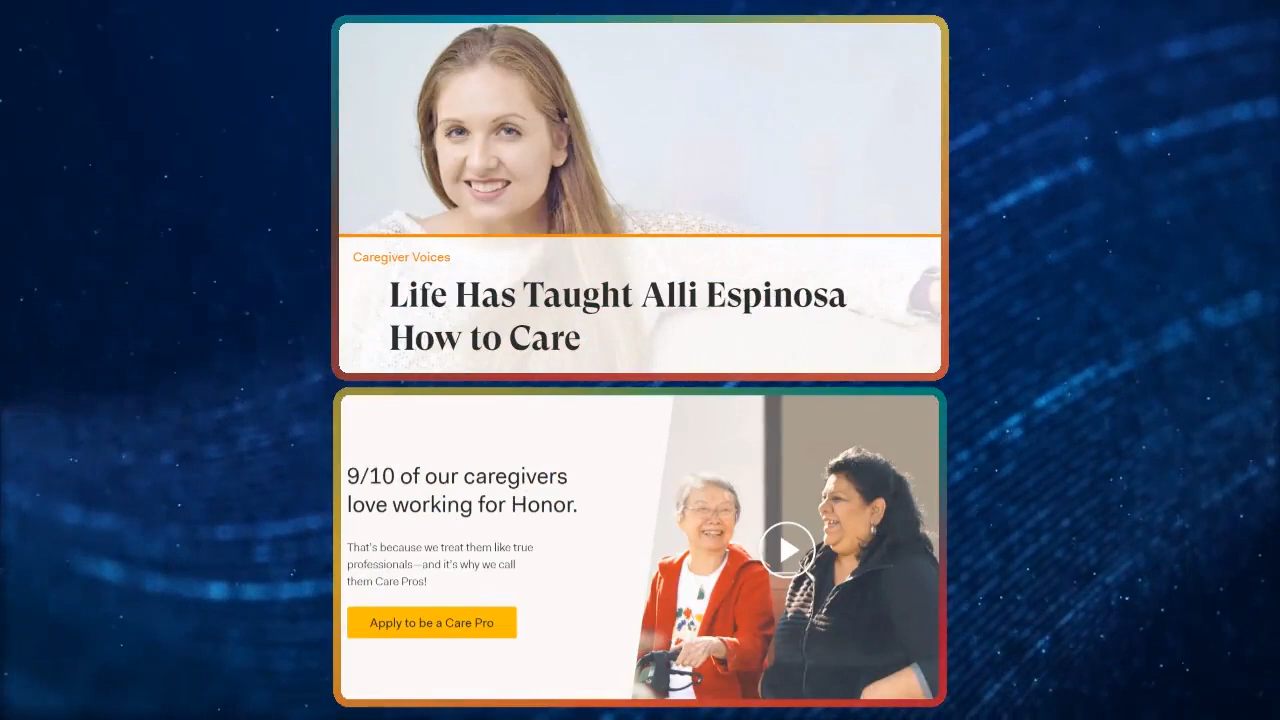 Caregiver Voices
Life Has Taught Alli Espinosa
How to Care
9/10 of our caregivers
love working for Honor.
That's because we treat them like true
professionals—and it's why we call
them Care Pros!
Apply to be a Care Pro